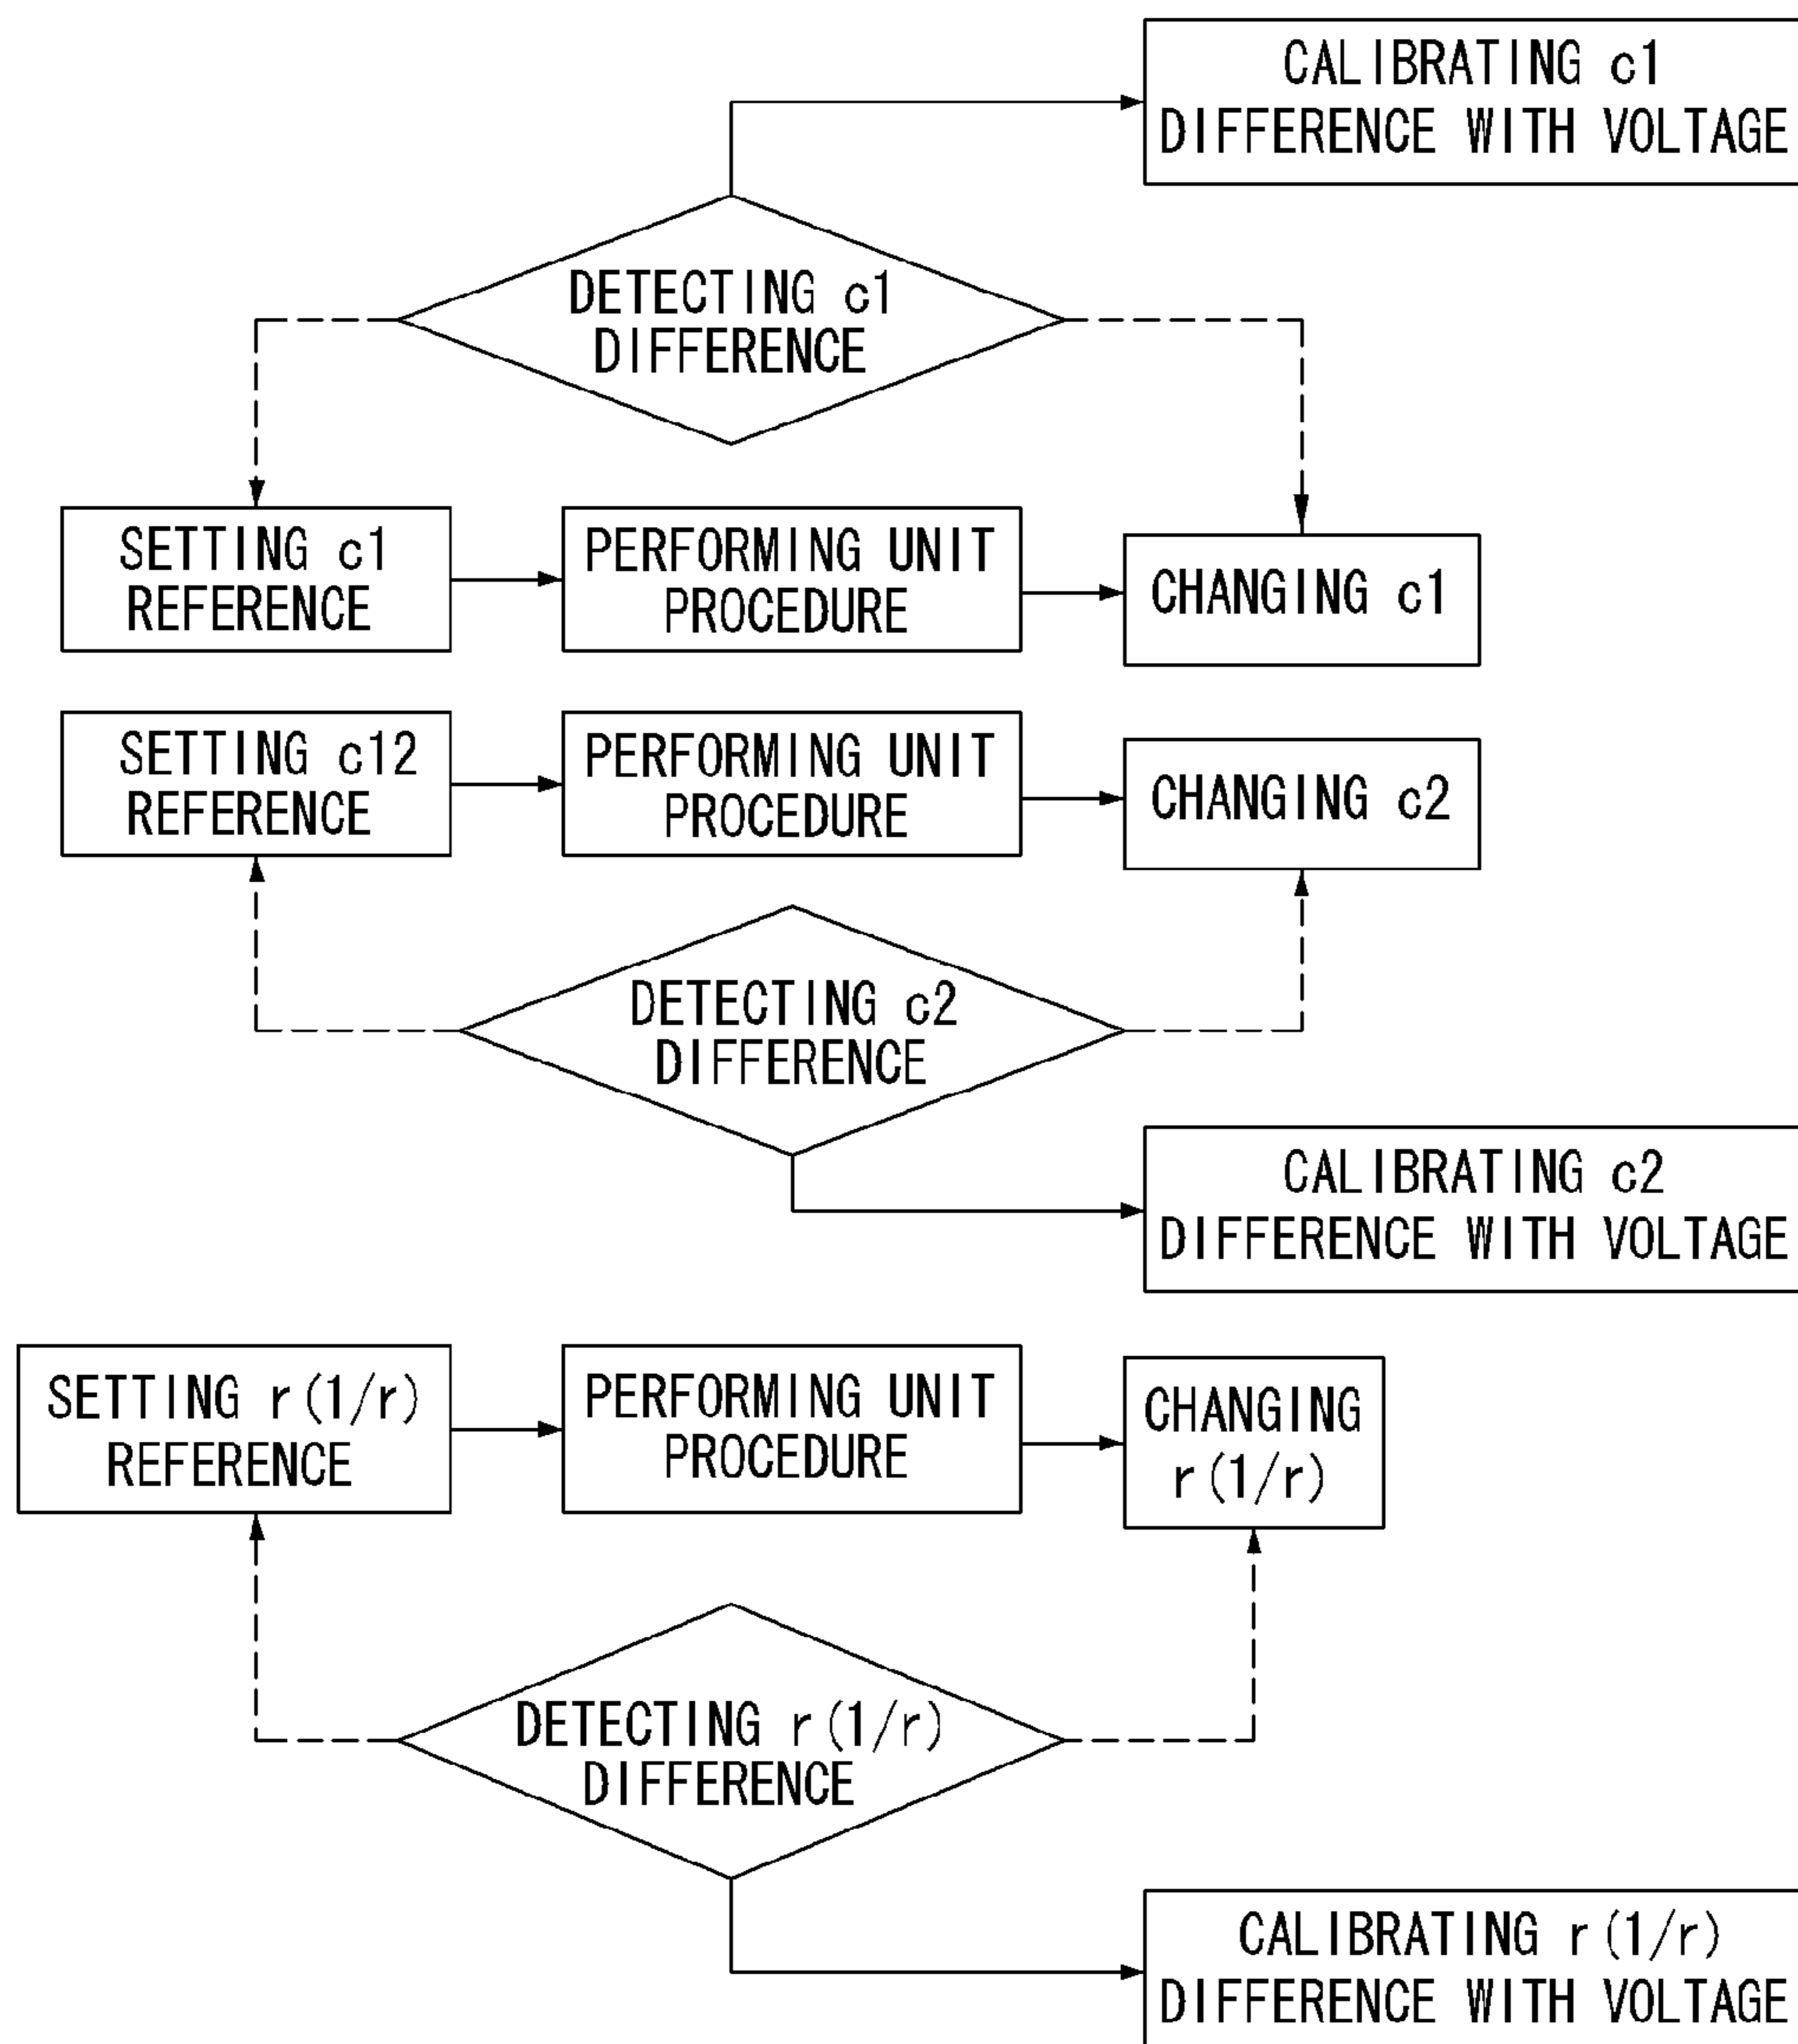 CALIBRATING c1
DIFFERENCE WITH VOLTAGE
DETECTING c1
DIFFERENCE
SETTING c1
REFERENCE
PERFORMING UNIT
PROCEDURE
CHANGING c1
SETTING c12
REFERENCE
PERFORMING UNIT
PROCEDURE
CHANGING c2
DETECTING c2
DIFFERENCE
CALIBRATING c2
DIFFERENCE WITH VOLTAGE
SETTING r(1/r)
REFERENCE
PERFORMING UNIT
PROCEDURE
CHANGING
r(1/r)
DETECTING r(1/r)
DIFFERENCE
CALIBRATING r(1/r)
DIFFERENCE WITH VOLTAGE